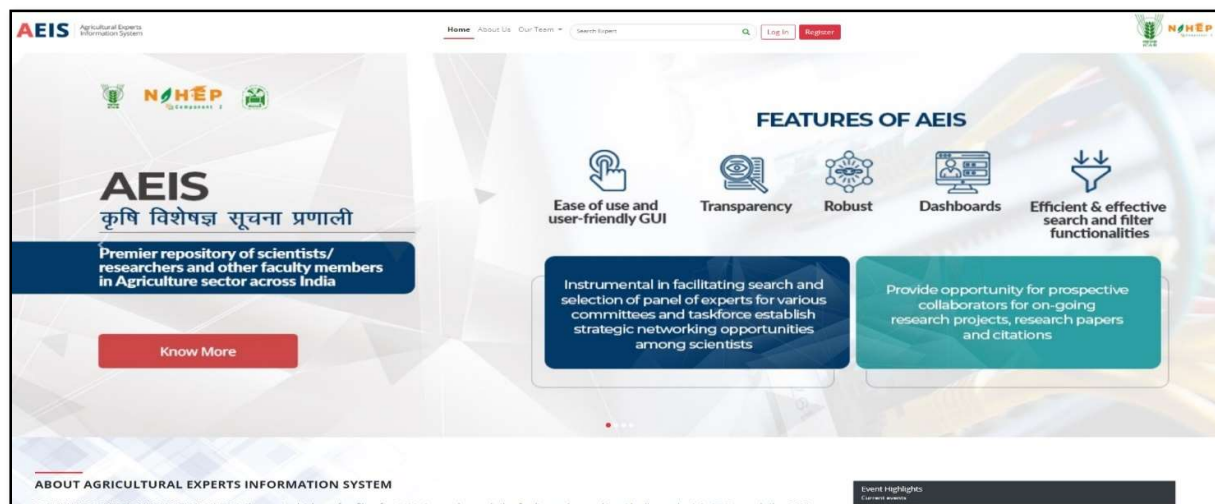 AEIS
Agricultural Experts
Information System
Home About Us Our Team Search Expert Log In Register
NAHEP
NAHEP
Component 2
AEIS
कृषि विशेषज्ञ सूचना प्रणाली
Premier repository of scientists/
researchers and other faculty members
in Agriculture sector across India
Know More
FEATURES OF AEIS
Ease of use and
user-friendly GUI
Transparency
Robust
Dashboards
Efficient & effective
search and filter
functionalities
Instrumental in facilitating search and
selection of panel of experts for various
committees and taskforce establish
strategic networking opportunities
among scientists
Provide opportunity for prospective
collaborators for on-going
research projects, research papers
and citations
ABOUT AGRICULTURAL EXPERTS INFORMATION SYSTEM
Event Highlights
Current events